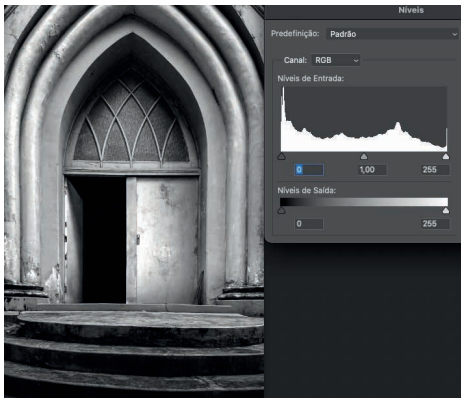 Níveis
Predefinição: Padrão
Canal: RGB
Níveis de Entrada:
0 1,00 255
Níveis de Saída:
0 255